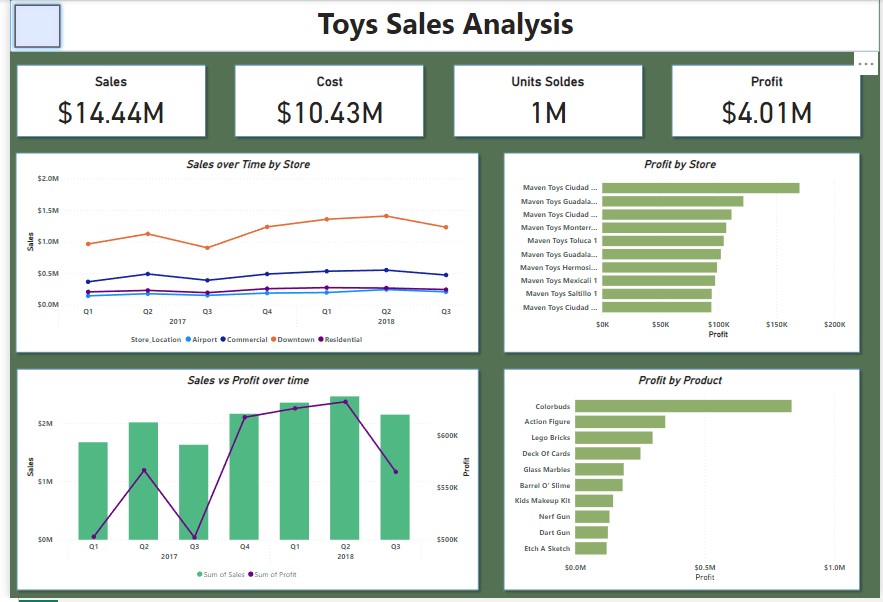 Toys Sales Analysis
...
Sales
$14.44M
Cost
$10.43M
Units Soldes
1M
Profit
$4.01M
Sales over Time by Store
Sales
$2.0M
$1.5M
$1.0M
$0.5M
$0.0M
Q1 Q2 Q3 Q4 Q1 Q2 Q3
2017 2018
Store_Location Airport Commercial Downtown Residential
Profit by Store
Maven Toys Ciudad ...
Maven Toys Guadala...
Maven Toys Ciudad ...
Maven Toys Monterr...
Maven Toys Toluca 1
Maven Toys Guadala...
Maven Toys Hermosi...
Maven Toys Mexicali 1
Maven Toys Saltillo 1
Maven Toys Ciudad ...
$0K $50K $100K $150K $200K
Profit
Sales vs Profit over time
Sales
$2M
$1M
$0M
$600K
$550K
$500K
Profit
Q1 Q2 Q3 Q4 Q1 Q2 Q3
2017 2018
Sum of Sales Sum of Profit
Profit by Product
Colorbuds
Action Figure
Lego Bricks
Deck Of Cards
Glass Marbles
Barrel O' Slime
Kids Makeup Kit
Nerf Gun
Dart Gun
Etch A Sketch
$0.0M $0.5M $1.0M
Profit